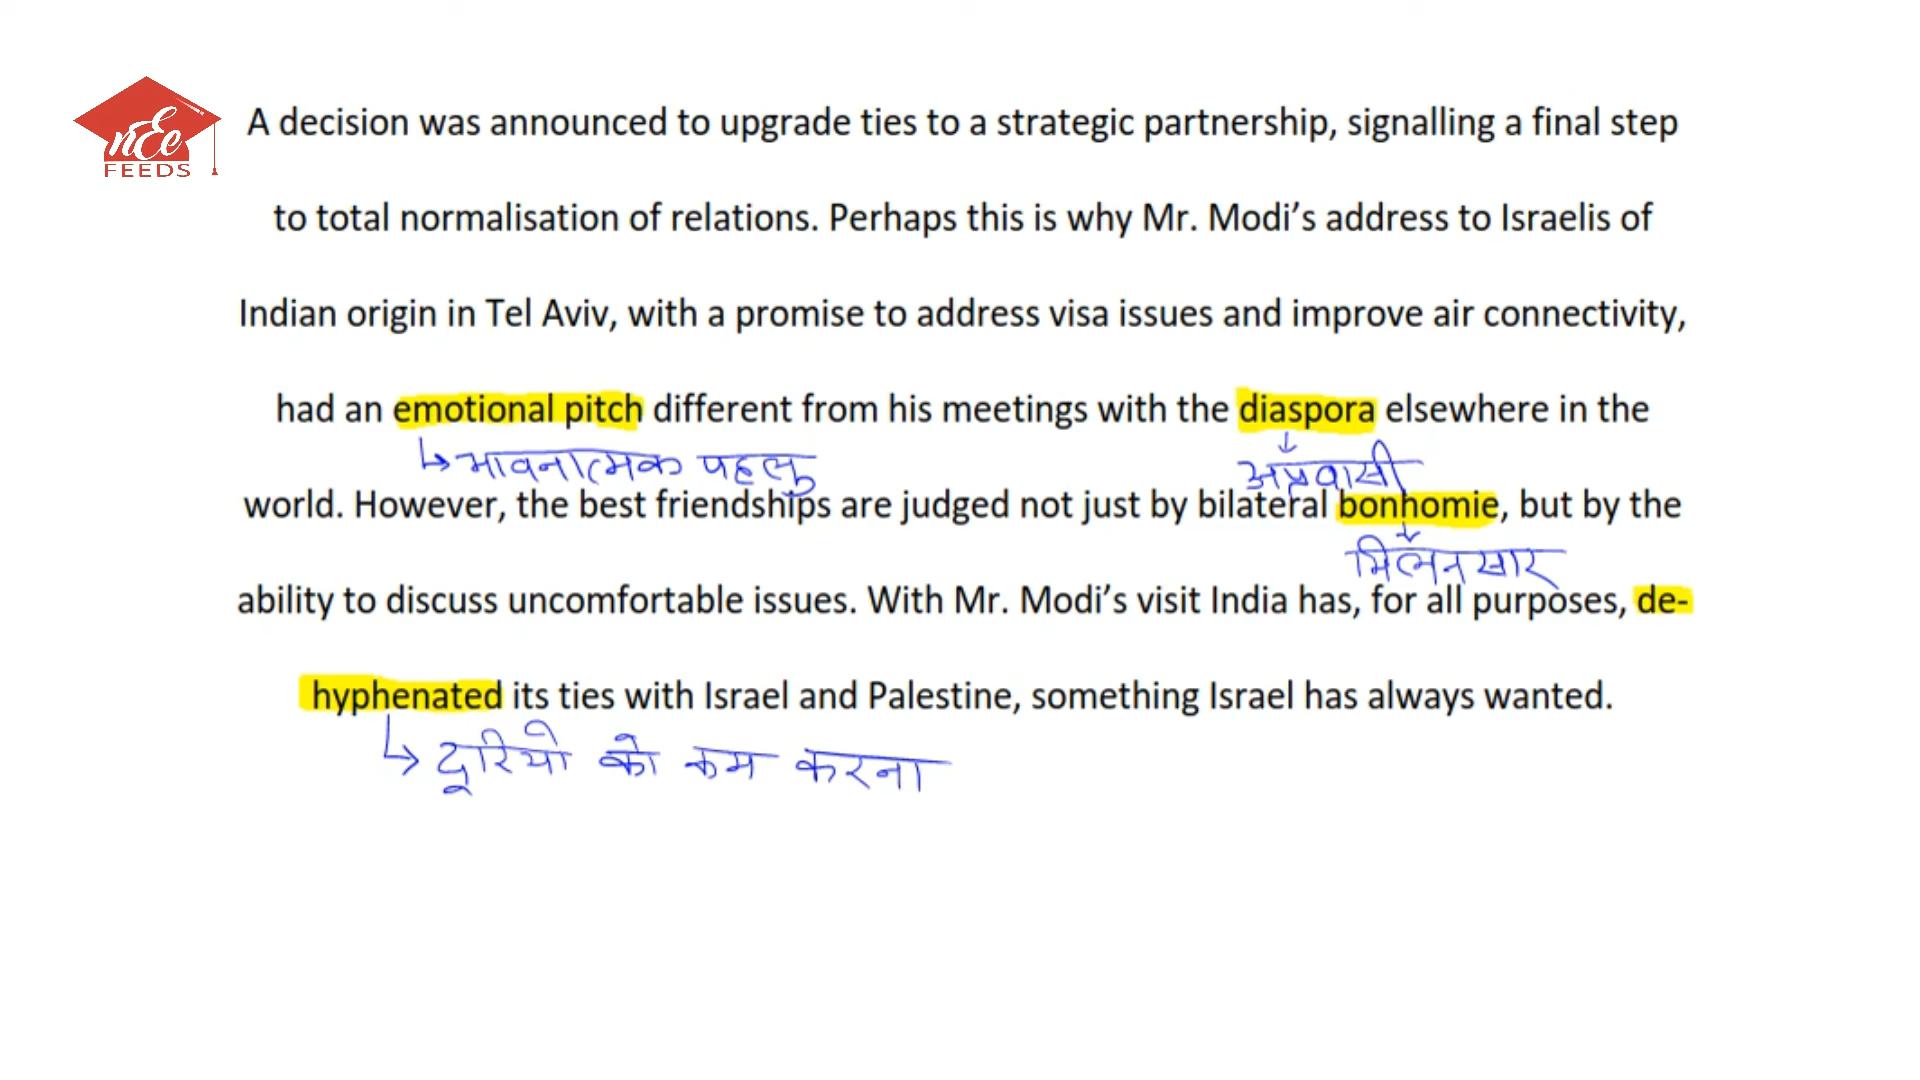 nEe
FEEDS
A decision was announced to upgrade ties to a strategic partnership, signalling a final step
to total normalisation of relations. Perhaps this is why Mr. Modi’s address to Israelis of
Indian origin in Tel Aviv, with a promise to address visa issues and improve air connectivity,
had an emotional pitch different from his meetings with the diaspora elsewhere in the
भावनात्मक पहलु अप्रवासी
world. However, the best friendships are judged not just by bilateral bonhomie, but by the
मिलनसार
ability to discuss uncomfortable issues. With Mr. Modi’s visit India has, for all purposes, de-
hyphenated its ties with Israel and Palestine, something Israel has always wanted.
दूरियो को कम करना